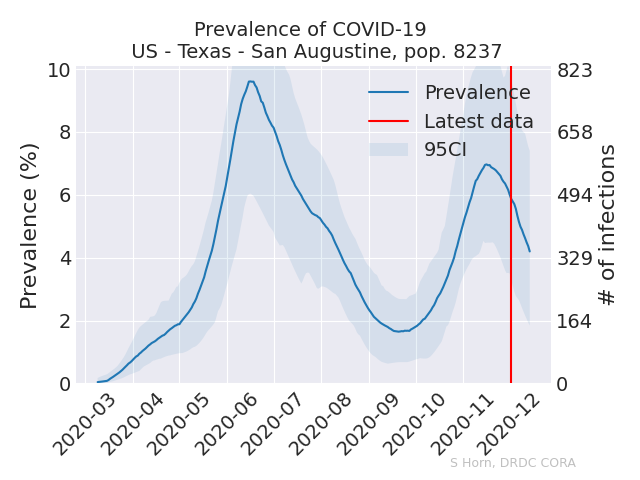 Prevalence of COVID-19
US - Texas - San Augustine, pop. 8237
Prevalence (%)
10
8
6
4
2
0
823
658
494
329
164
0
# of infections
Prevalence
Latest data
95CI
2020-03
2020-04
2020-05
2020-06
2020-07
2020-08
2020-09
2020-10
2020-11
2020-12
S Horn, DRDC CORA